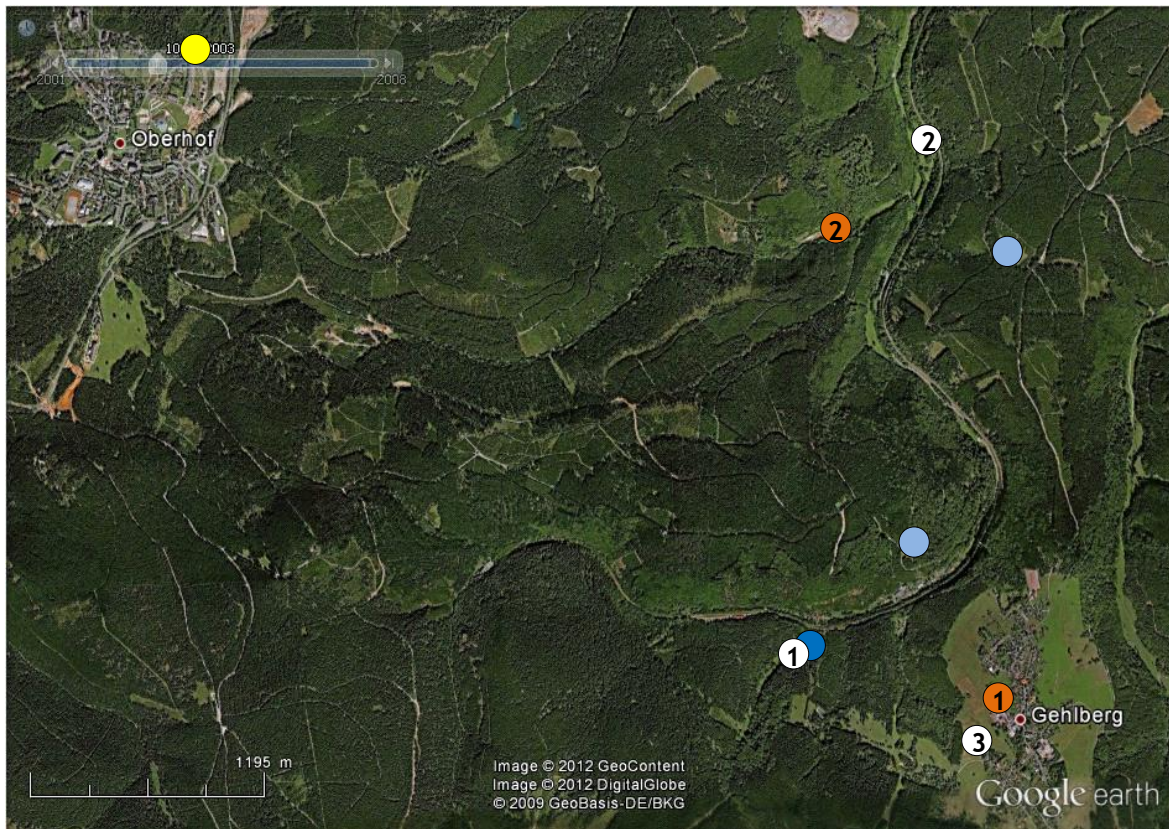 2001
2008
Oberhof
2
2
1
1
Gehlberg
3
1195 m
Image © 2012 GeoContent
Image © 2012 DigitalGlobe
© 2009 GeoBasis-DE/BKG
Google earth